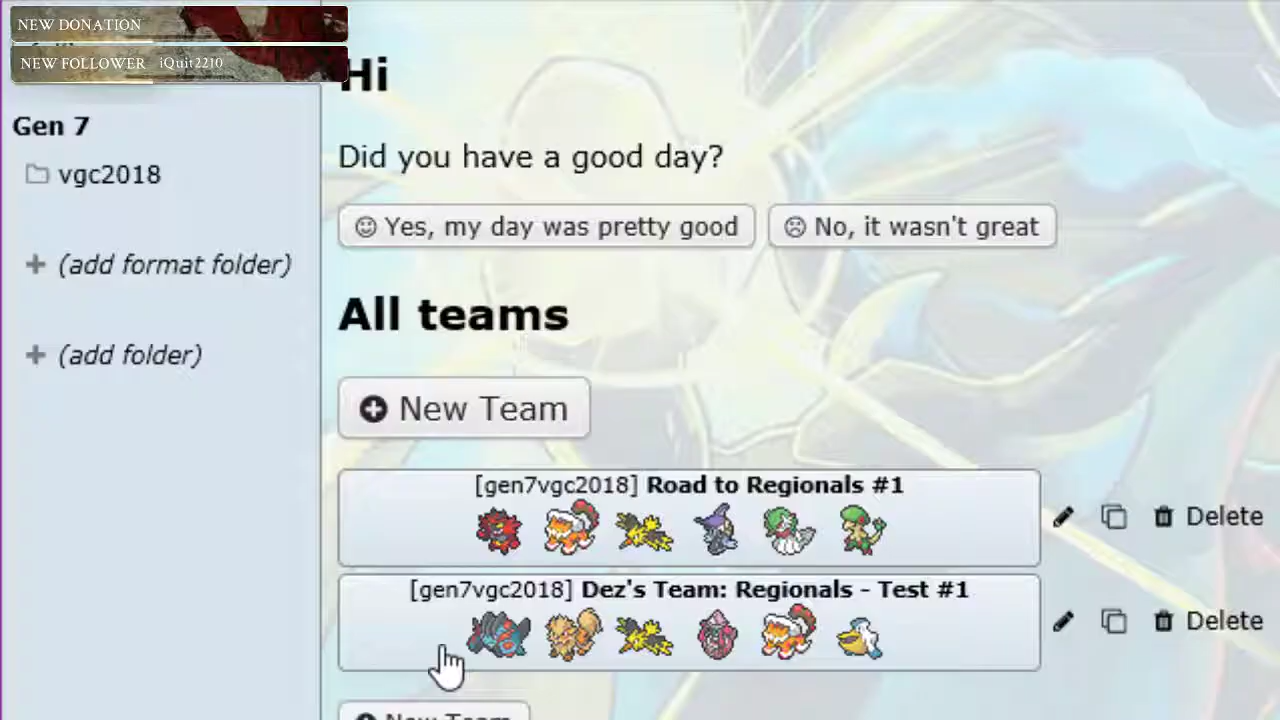 NEW DONATION
NEW FOLLOWER iQuit2210
Hi
Gen 7
vgc2018
(add format folder)
(add folder)
Did you have a good day?
Yes, my day was pretty good
No, it wasn't great
All teams
New Team
[gen7vgc2018] Road to Regionals #1
Delete
[gen7vgc2018] Dez's Team: Regionals - Test #1
Delete
New Team